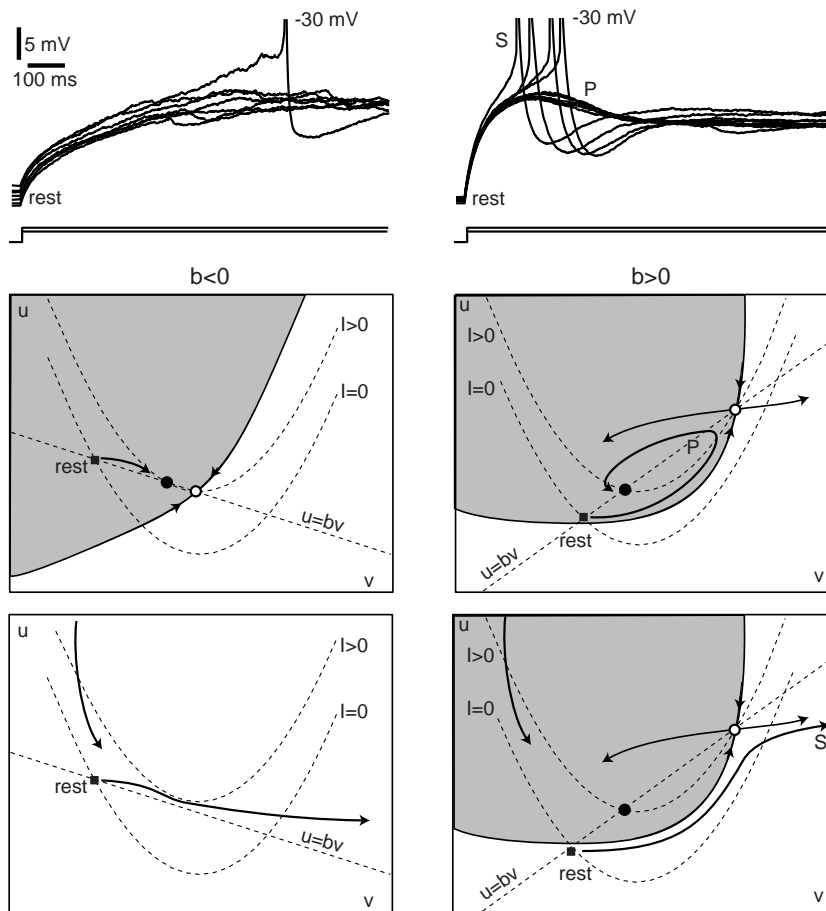 5 mV
100 ms
-30 mV
rest
S
-30 mV
P
rest
b<0
b>0
u
I>0
I=0
rest
u=bv
v
u
I>0
I=0
P
rest
u=bv
v
u
I>0
I=0
rest
u=bv
v
u
I>0
I=0
S
rest
u=bv
v